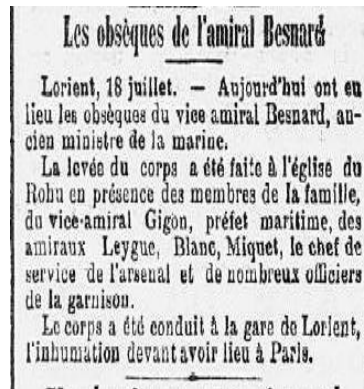 Les obsèques de l'amiral Besnard
Lorient, 18 juillet. — Aujourd'hui ont eu
lieu les obsèques du vice amiral Besnard, an-
cien ministre de la marine.
La levée du corps a été faite à l'église du
Rohu en présence des membres de la famille,
du vice-amiral Gigon, préfet maritime, des
amiraux Leygue, Blanc, Miquet, le chef de
service de l'arsenal et de nombreux officiers
de la garnison.
Le corps a été conduit à la gare de Lorient,
l'inhumation devant avoir lieu à Paris.